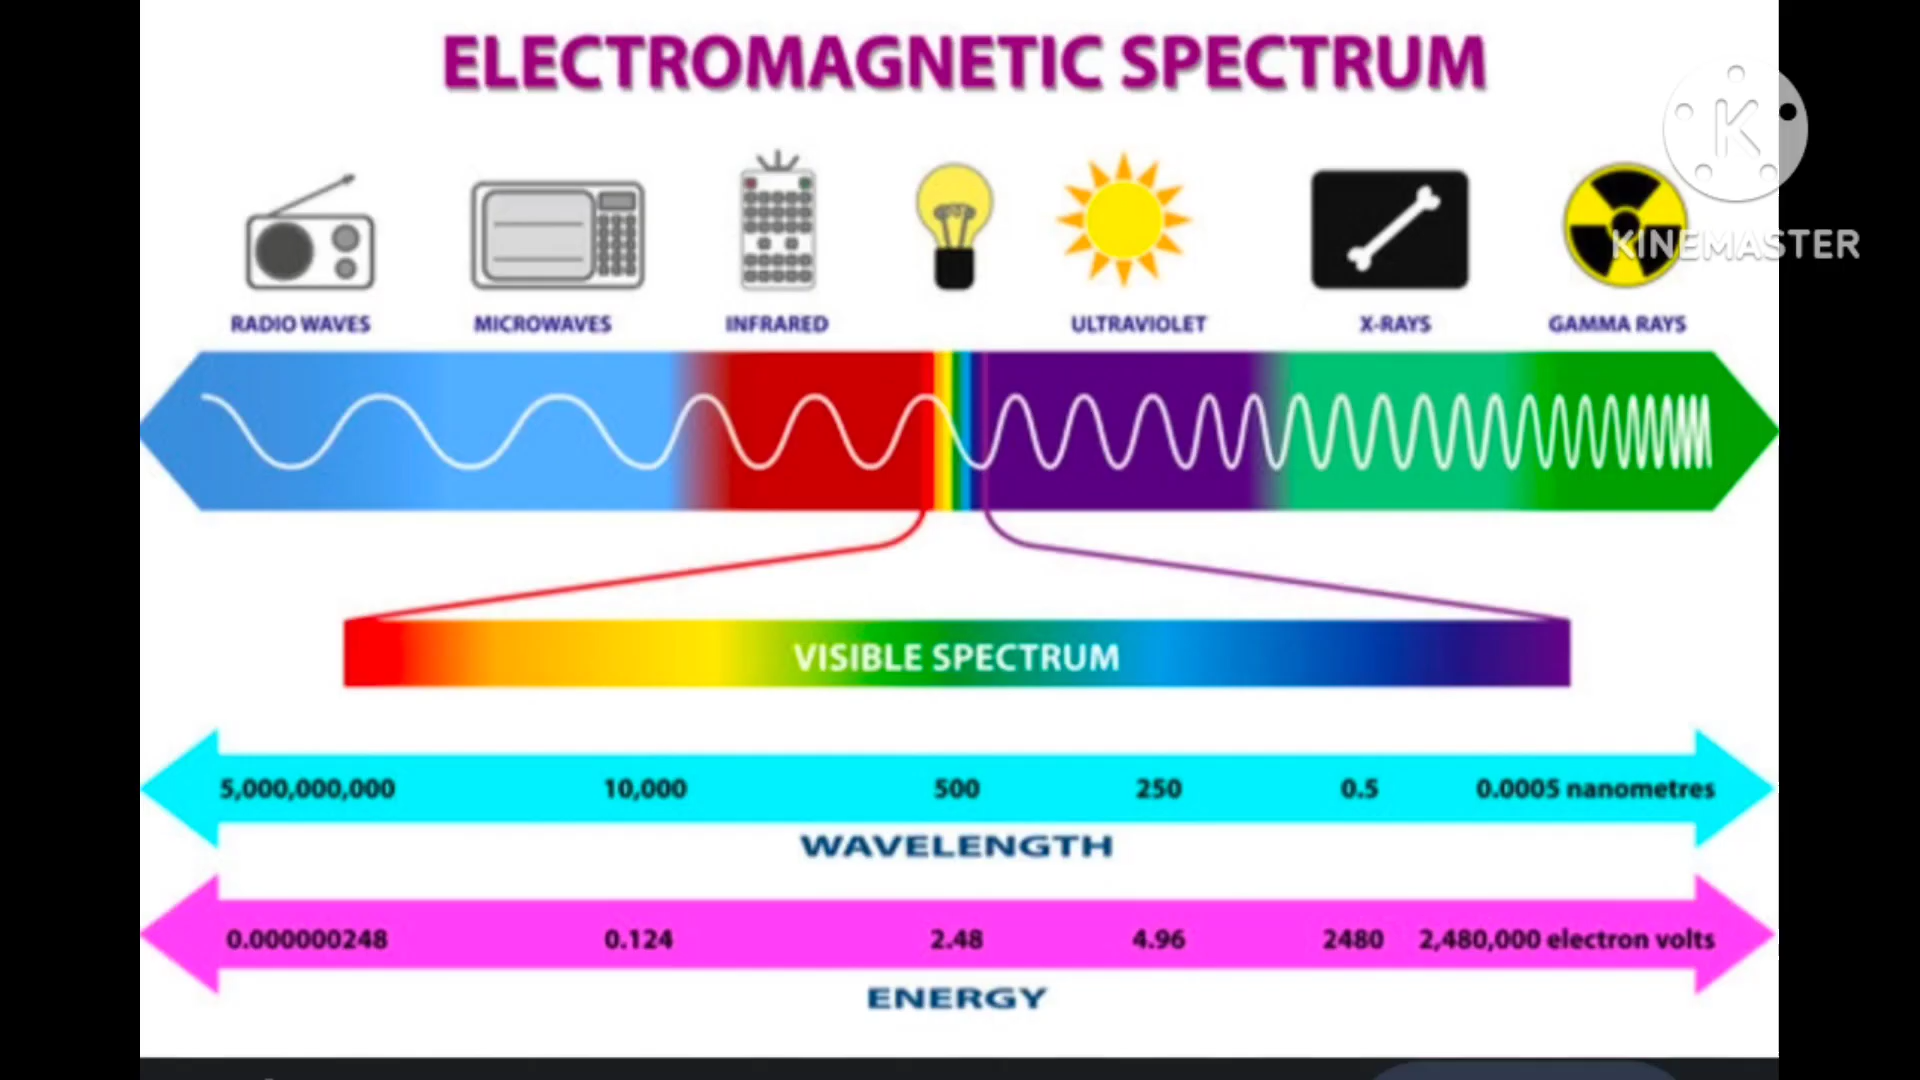 ELECTROMAGNETIC SPECTRUM
K
KINEMASTER
RADIO WAVES MICROWAVES INFRARED ULTRAVIOLET X-RAYS GAMMA RAYS
VISIBLE SPECTRUM
5,000,000,000 10,000 500 250 0.5 0.0005 nanometres
WAVELENGTH
0.000000248 0.124 2.48 4.96 2480 2,480,000 electron volts
ENERGY